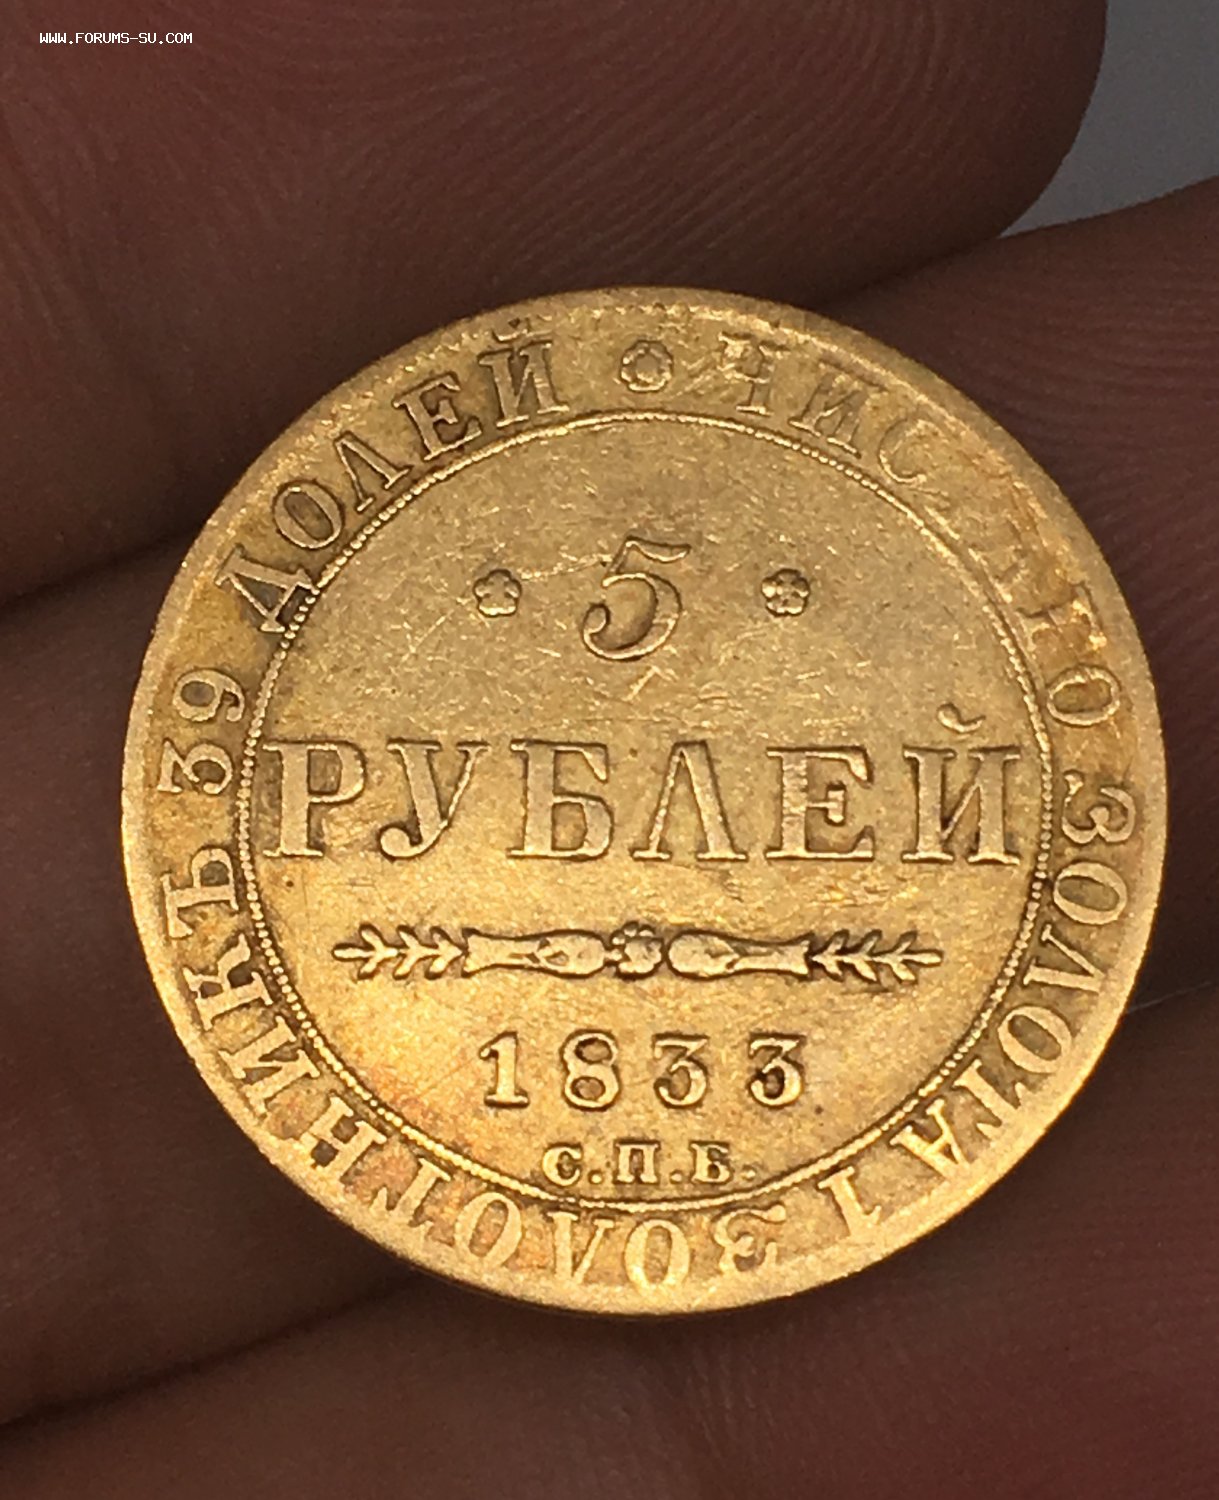 WWW.FORUMS-SU.COM
ЧИСТАГО ЗОЛОТА 1 ЗОЛОТНИКЪ 39 ДОЛЕЙ
5
РУБЛЕЙ
1833
С.П.Б.